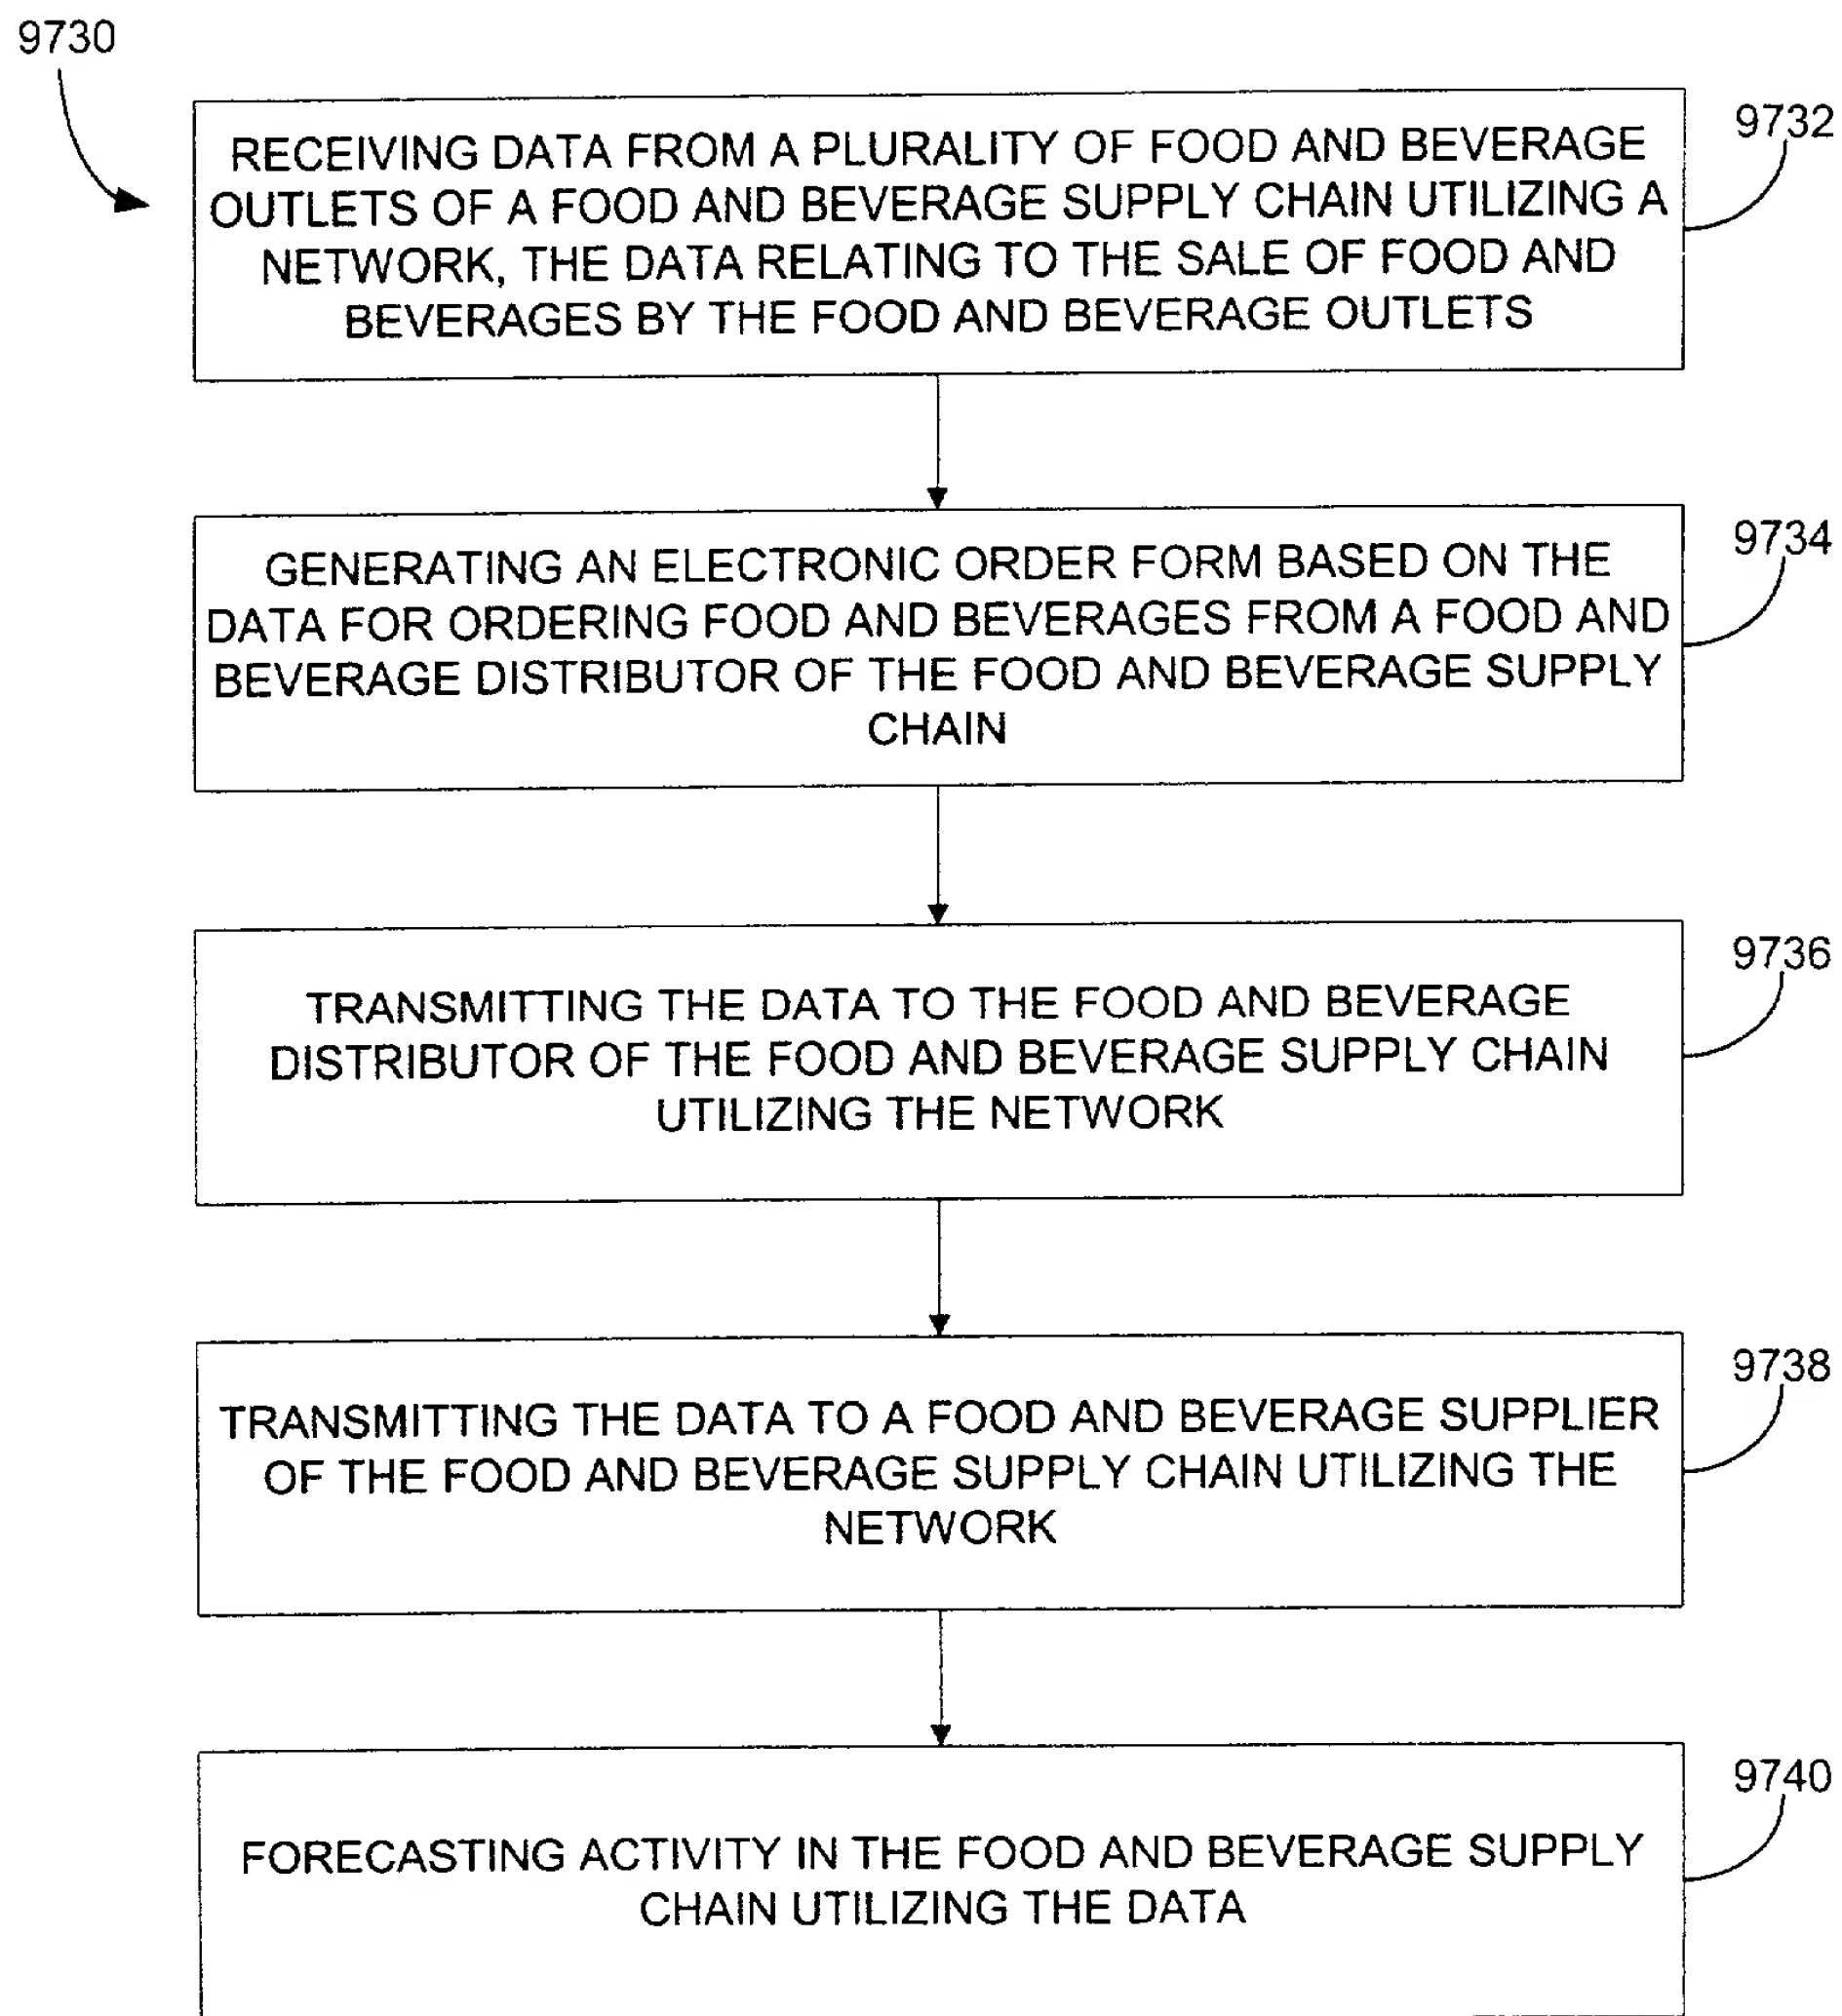 9730
9732
RECEIVING DATA FROM A PLURALITY OF FOOD AND BEVERAGE
OUTLETS OF A FOOD AND BEVERAGE SUPPLY CHAIN UTILIZING A
NETWORK, THE DATA RELATING TO THE SALE OF FOOD AND
BEVERAGES BY THE FOOD AND BEVERAGE OUTLETS
9734
GENERATING AN ELECTRONIC ORDER FORM BASED ON THE
DATA FOR ORDERING FOOD AND BEVERAGES FROM A FOOD AND
BEVERAGE DISTRIBUTOR OF THE FOOD AND BEVERAGE SUPPLY
CHAIN
9736
TRANSMITTING THE DATA TO THE FOOD AND BEVERAGE
DISTRIBUTOR OF THE FOOD AND BEVERAGE SUPPLY CHAIN
UTILIZING THE NETWORK
9738
TRANSMITTING THE DATA TO A FOOD AND BEVERAGE SUPPLIER
OF THE FOOD AND BEVERAGE SUPPLY CHAIN UTILIZING THE
NETWORK
9740
FORECASTING ACTIVITY IN THE FOOD AND BEVERAGE SUPPLY
CHAIN UTILIZING THE DATA